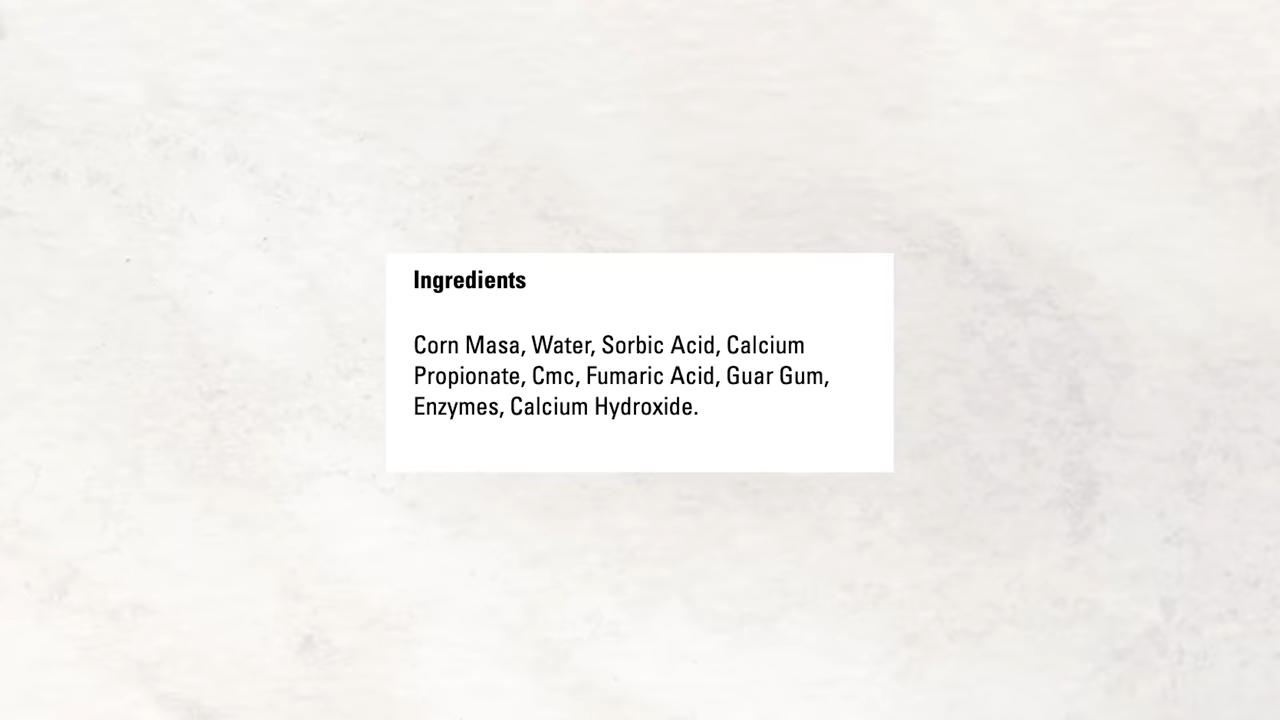 Ingredients
Corn Masa, Water, Sorbic Acid, Calcium
Propionate, Cmc, Fumaric Acid, Guar Gum,
Enzymes, Calcium Hydroxide.